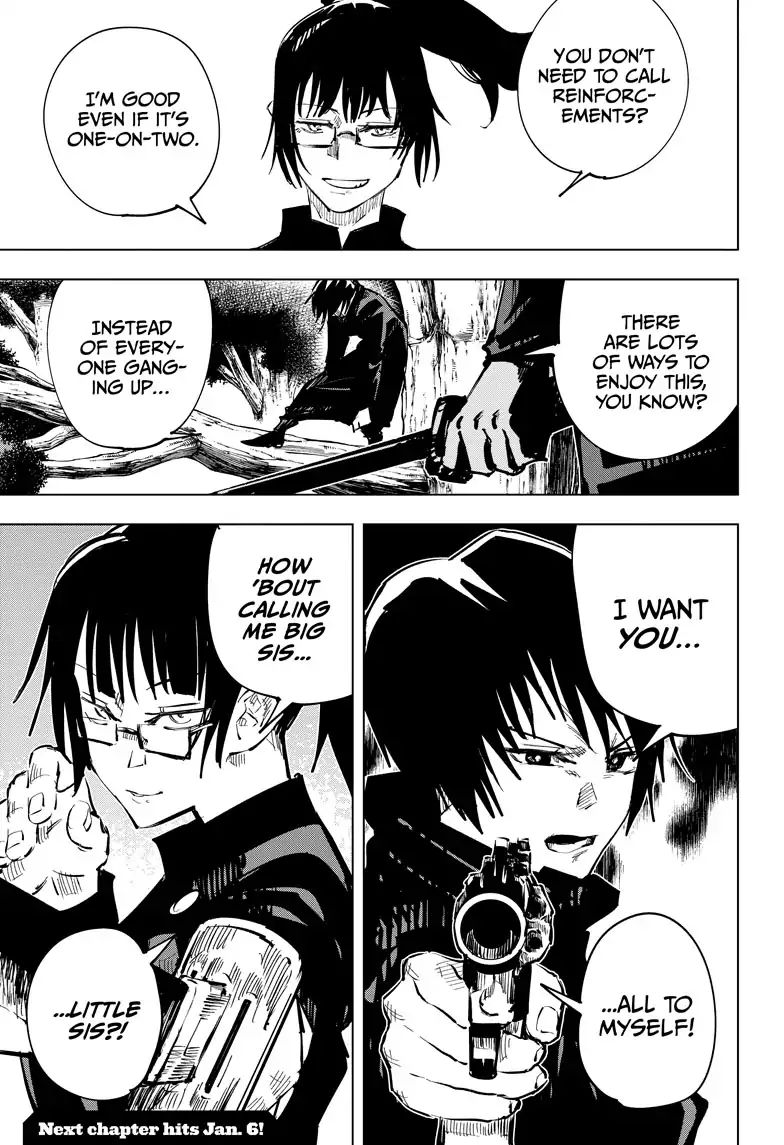 YOU DON'T
NEED TO CALL
REINFORC-
EMENTS?
I'M GOOD
EVEN IF IT'S
ONE-ON-TWO.
THERE
ARE LOTS
OF WAYS TO
ENJOY THIS,
YOU KNOW?
INSTEAD
OF EVERY-
ONE GANG-
ING UP...
I WANT
YOU...
...ALL TO
MYSELF!
HOW
'BOUT
CALLING
ME BIG
SIS...
...LITTLE
SIS?!
Next chapter hits Jan. 6!